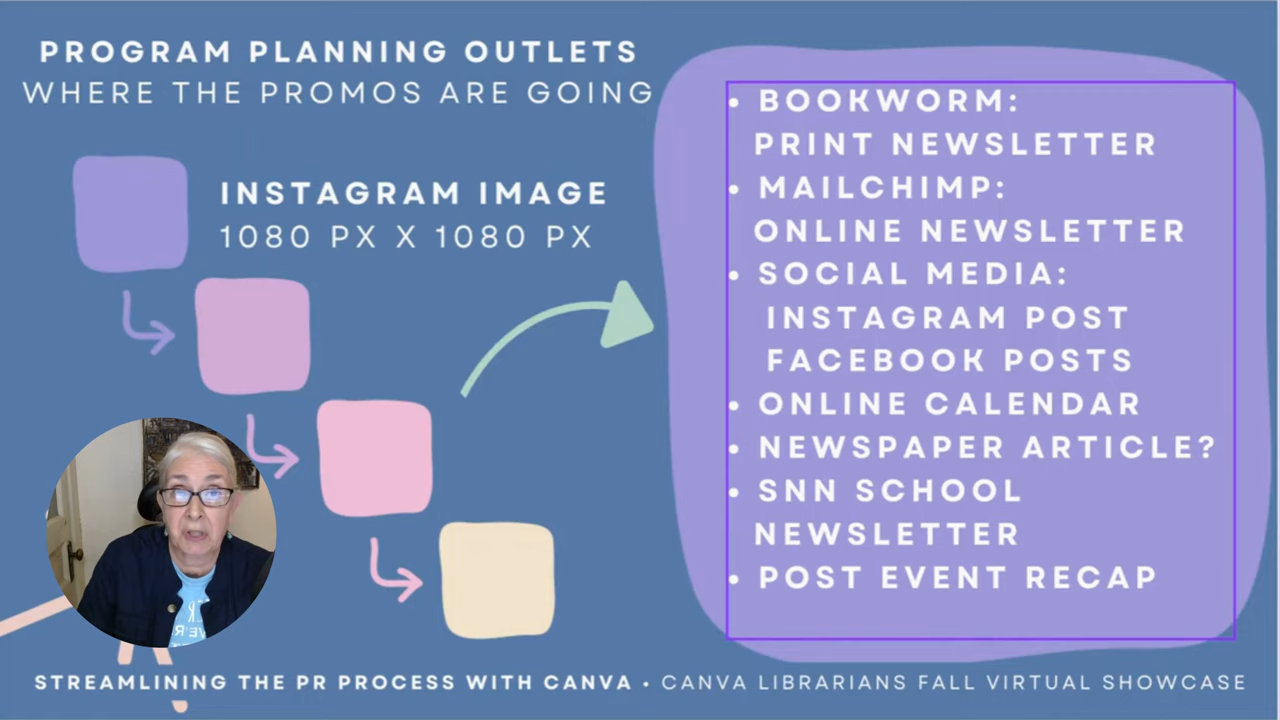 PROGRAM PLANNING OUTLETS
WHERE THE PROMOS ARE GOING
INSTAGRAM IMAGE
1080 PX X 1080 PX
• BOOKWORM:
PRINT NEWSLETTER
• MAILCHIMP:
ONLINE NEWSLETTER
• SOCIAL MEDIA:
INSTAGRAM POST
FACEBOOK POSTS
• ONLINE CALENDAR
• NEWSPAPER ARTICLE?
• SNN SCHOOL
NEWSLETTER
• POST EVENT RECAP
STREAMLINING THE PR PROCESS WITH CANVA • CANVA LIBRARIANS FALL VIRTUAL SHOWCASE